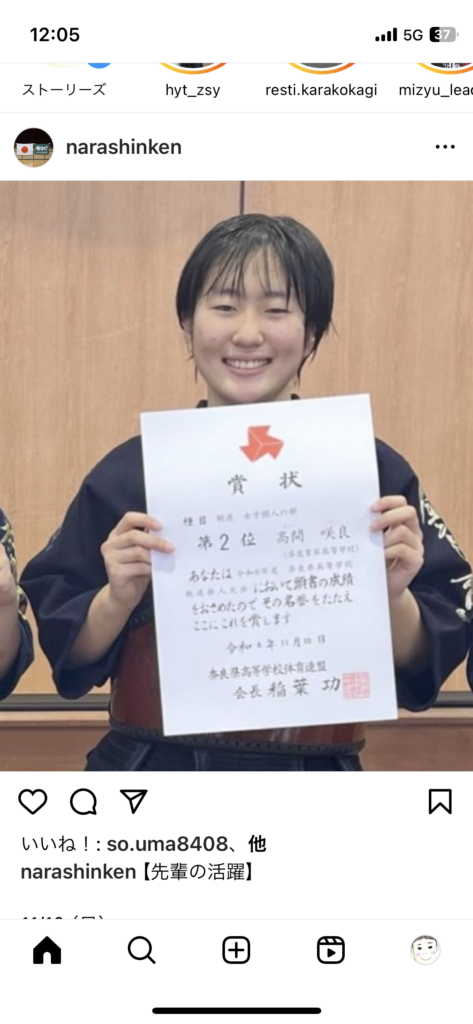 12:05
5G 37
ストーリーズ hyt_zsy resti.karakokagi mizyu_lead
narashinken
賞状
種目 剣道 女子個人の部
第2位 高間 咲良
(奈良育英高等学校)
あなたは 令和6年度 奈良県高等学校
剣道新人大会 において頭書の成績
をおさめたので その名誉をたたえ
ここにこれを賞します
令和6年11月10日
奈良県高等学校体育連盟
会長 稲葉 功
いいね！: so.uma8408、他
narashinken【先輩の活躍】